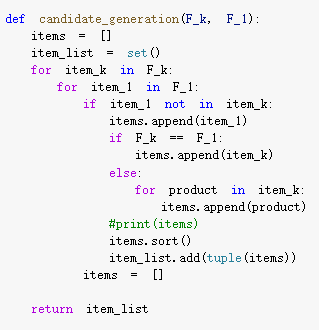 def candidate_generation(F_k, F_1):
    items = []
    item_list = set()
    for item_k in F_k:
        for item_1 in F_1:
            if item_1 not in item_k:
                items.append(item_1)
                if F_k == F_1:
                    items.append(item_k)
                else:
                    for product in item_k:
                        items.append(product)
                #print(items)
                items.sort()
                item_list.add(tuple(items))
            items = []
    return item_list